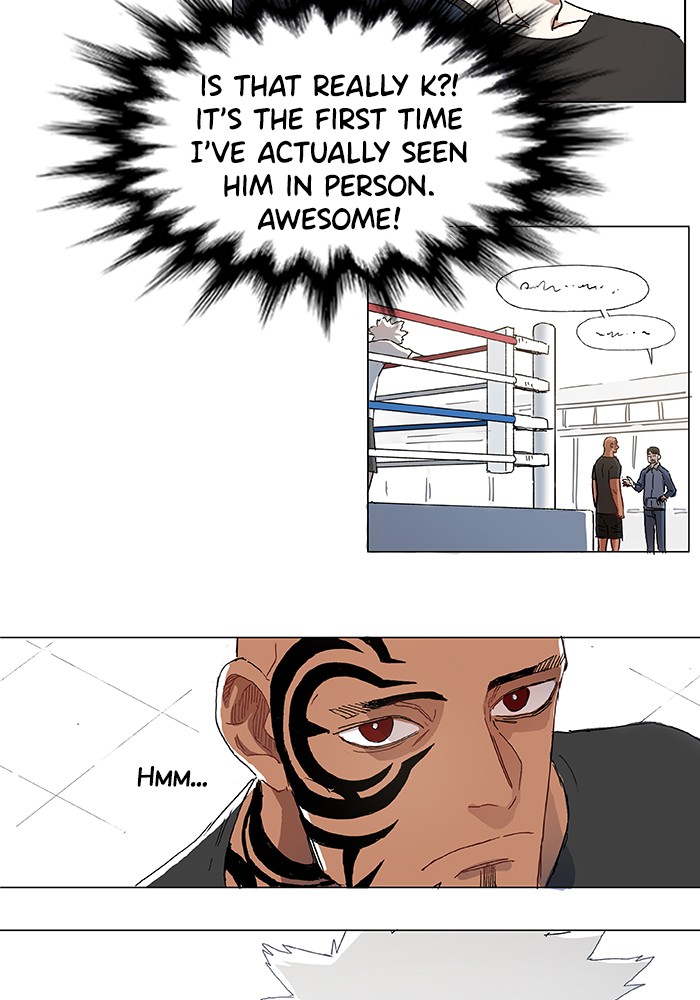 IS THAT REALLY K?!
IT'S THE FIRST TIME
I'VE ACTUALLY SEEN
HIM IN PERSON.
AWESOME!
HMM...